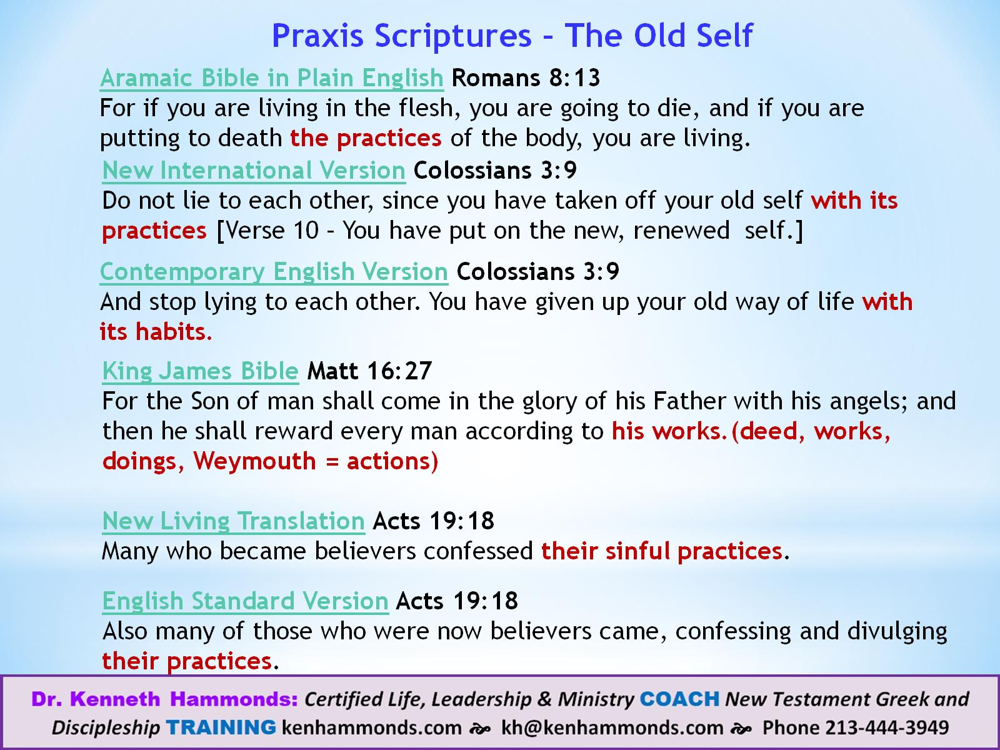 Praxis Scriptures – The Old Self
Aramaic Bible in Plain English Romans 8:13
For if you are living in the flesh, you are going to die, and if you are
putting to death the practices of the body, you are living.
New International Version Colossians 3:9
Do not lie to each other, since you have taken off your old self with its
practices [Verse 10 – You have put on the new, renewed  self.]
Contemporary English Version Colossians 3:9
And stop lying to each other. You have given up your old way of life with
its habits.
King James Bible Matt 16:27
For the Son of man shall come in the glory of his Father with his angels; and
then he shall reward every man according to his works.(deed, works,
doings, Weymouth = actions)
New Living Translation Acts 19:18
Many who became believers confessed their sinful practices.
English Standard Version Acts 19:18
Also many of those who were now believers came, confessing and divulging
their practices.
Dr. Kenneth Hammonds: Certified Life, Leadership & Ministry COACH New Testament Greek and
Discipleship TRAINING kenhammonds.com kh@kenhammonds.com Phone 213-444-3949